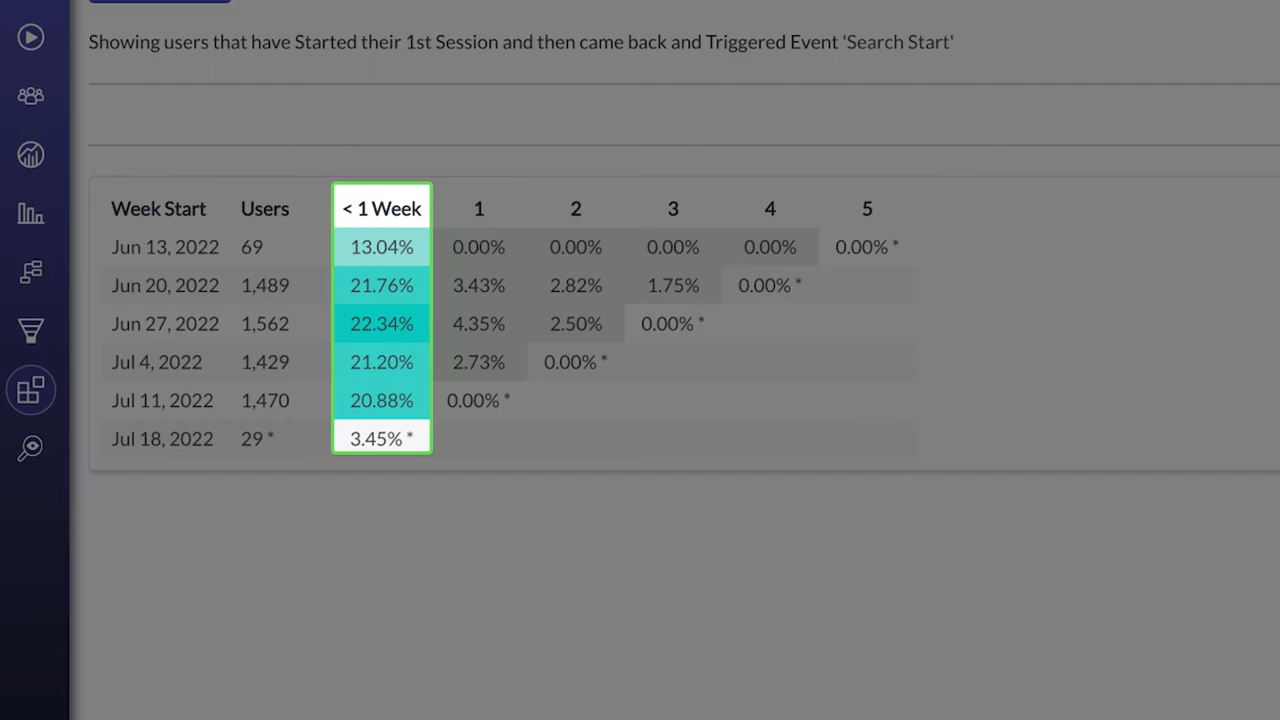 Showing users that have Started their 1st Session and then came back and Triggered Event 'Search Start'
Week Start Users < 1 Week 1 2 3 4 5
Jun 13, 2022 69 13.04% 0.00% 0.00% 0.00% 0.00% 0.00% *
Jun 20, 2022 1,489 21.76% 3.43% 2.82% 1.75% 0.00% *
Jun 27, 2022 1,562 22.34% 4.35% 2.50% 0.00% *
Jul 4, 2022 1,429 21.20% 2.73% 0.00% *
Jul 11, 2022 1,470 20.88% 0.00% *
Jul 18, 2022 29 * 3.45% *